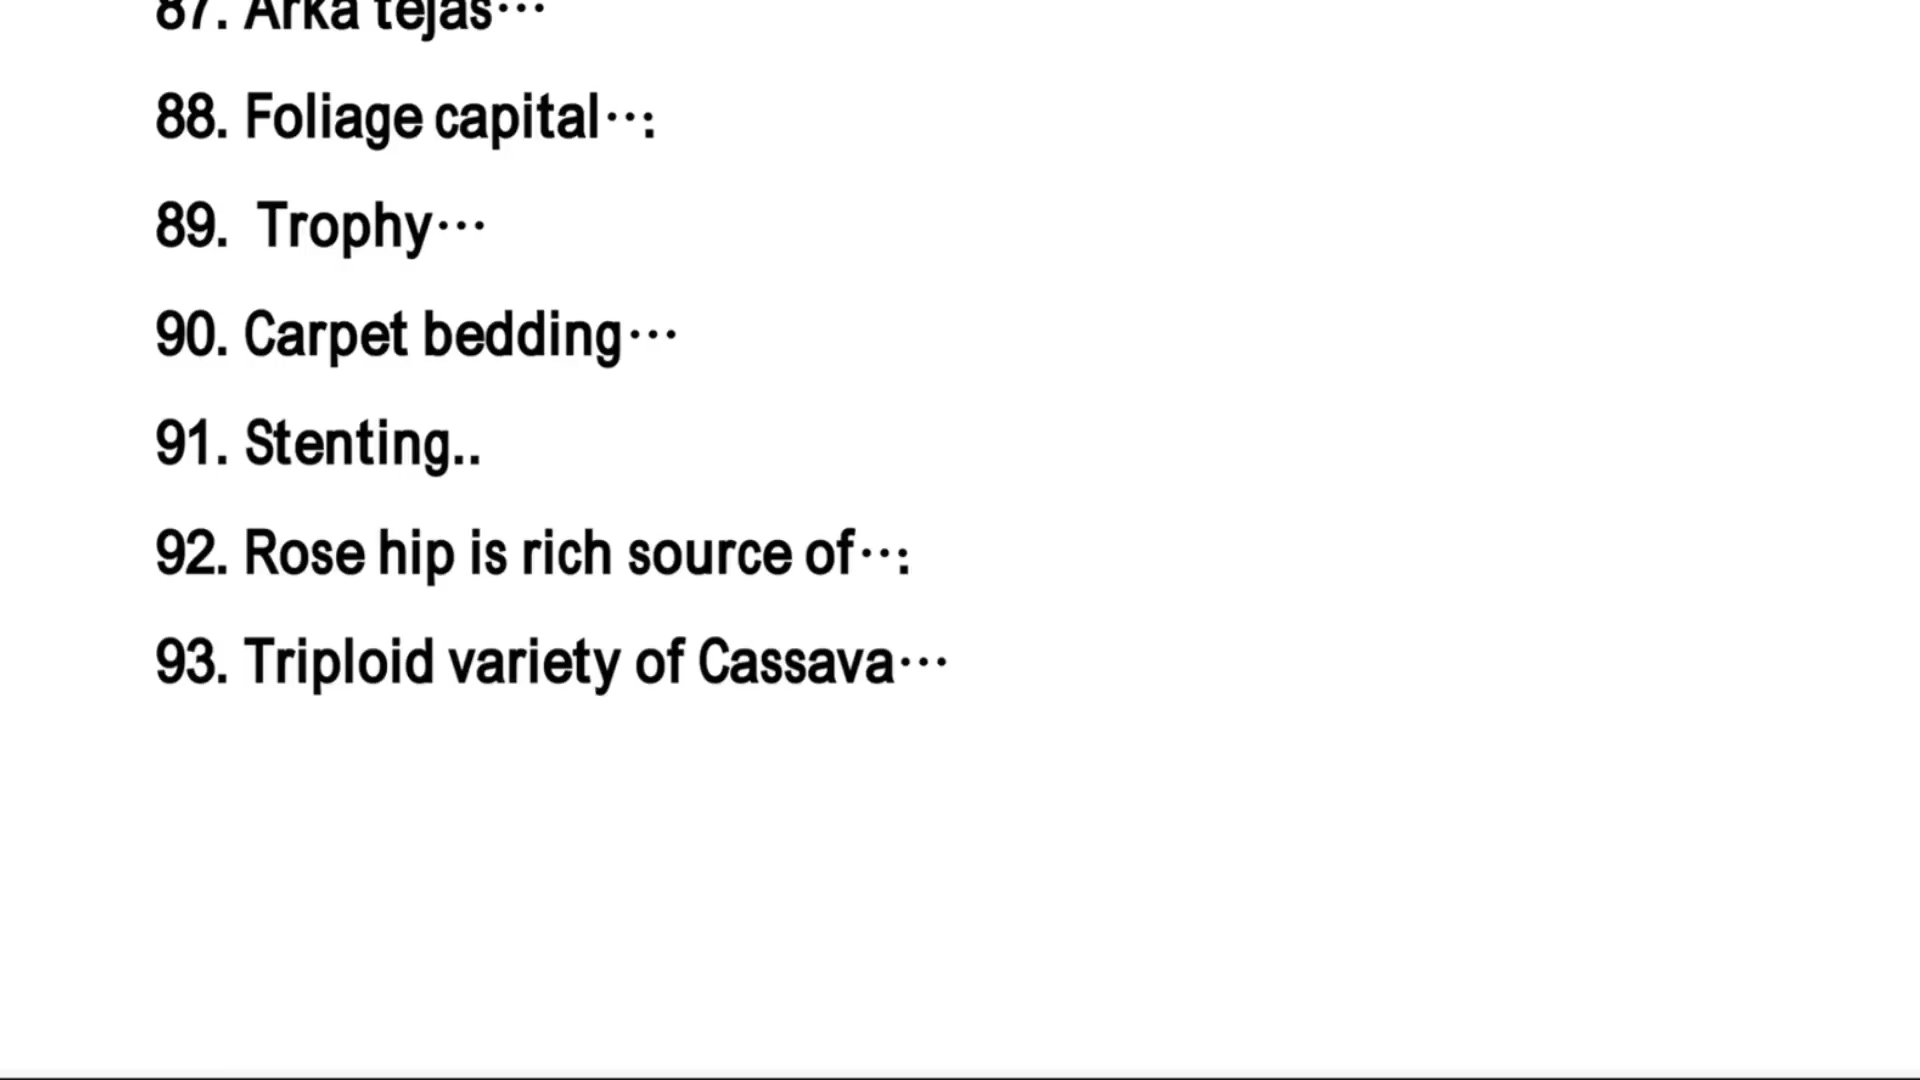 87. Arka tejas…
88. Foliage capital…:
89. Trophy…
90. Carpet bedding…
91. Stenting..
92. Rose hip is rich source of…:
93. Triploid variety of Cassava…